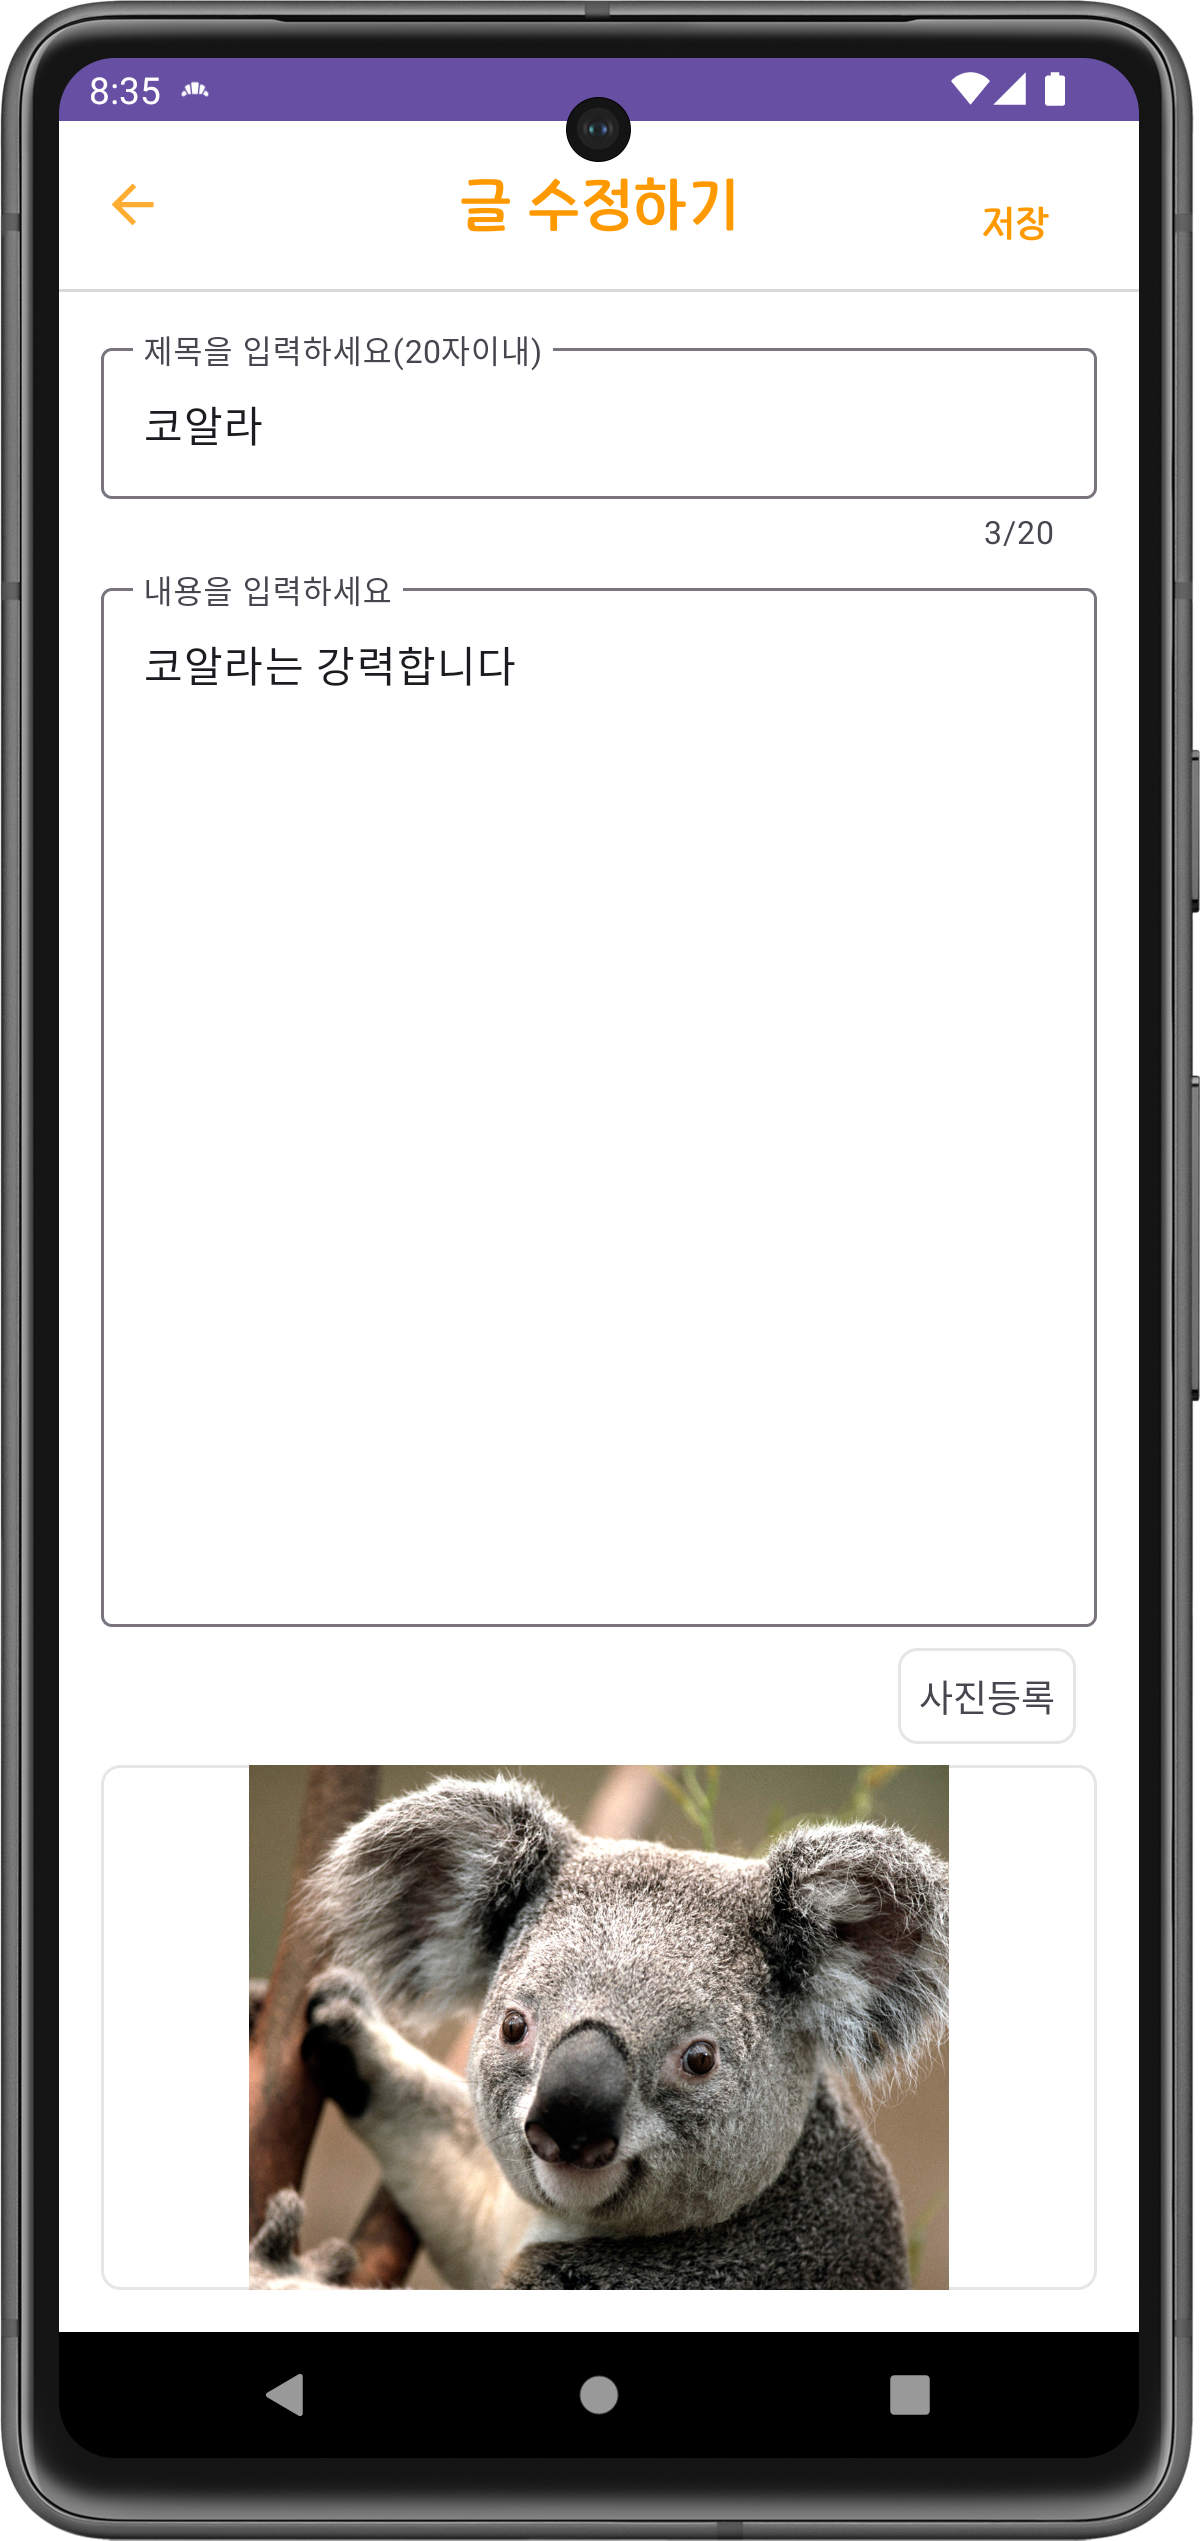 8:35
글 수정하기
저장
제목을 입력하세요(20자이내)
코알라
3/20
내용을 입력하세요
코알라는 강력합니다
사진등록